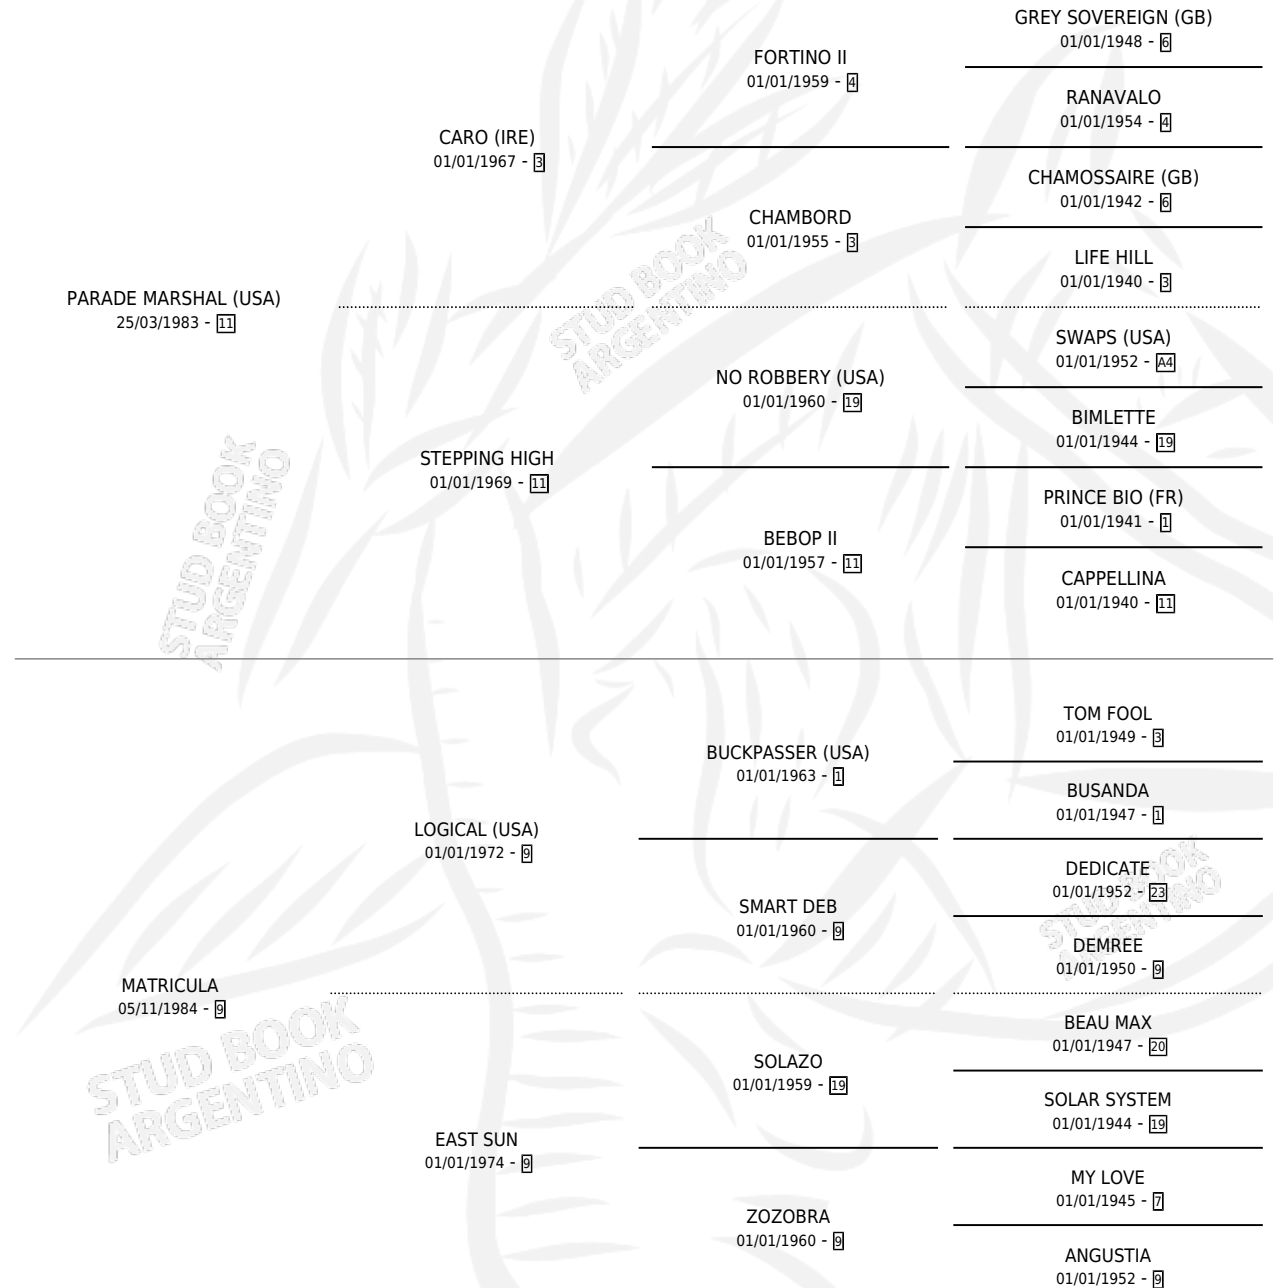 GREY SOVEREIGN (GB)
01/01/1948 - 6
FORTINO II
01/01/1959 - 4
RANAVALO
01/01/1954 - 4
CARO (IRE)
01/01/1967 - 3
CHAMOSSAIRE (GB)
01/01/1942 - 6
CHAMBORD
01/01/1955 - 3
LIFE HILL
01/01/1940 - 3
PARADE MARSHAL (USA)
25/03/1983 - 11
SWAPS (USA)
01/01/1952 - A4
NO ROBBERY (USA)
01/01/1960 - 19
BIMLETTE
01/01/1944 - 19
STEPPING HIGH
01/01/1969 - 11
PRINCE BIO (FR)
01/01/1941 - 1
BEBOP II
01/01/1957 - 11
CAPPELLINA
01/01/1940 - 11
STUD BOOK
ARGENTINO
STUD BOOK
ARGENTINO
TOM FOOL
01/01/1949 - 3
BUCKPASSER (USA)
01/01/1963 - 1
BUSANDA
01/01/1947 - 1
LOGICAL (USA)
01/01/1972 - 9
DEDICATE
01/01/1952 - 23
SMART DEB
01/01/1960 - 9
DEMREE
01/01/1950 - 9
MATRICULA
05/11/1984 - 9
BEAU MAX
01/01/1947 - 20
SOLAZO
01/01/1959 - 19
SOLAR SYSTEM
01/01/1944 - 19
EAST SUN
01/01/1974 - 9
MY LOVE
01/01/1945 - 7
ZOZOBRA
01/01/1960 - 9
ANGUSTIA
01/01/1952 - 9
STUD BOOK
ARGENTINO
STUD BOOK
ARGENTINO